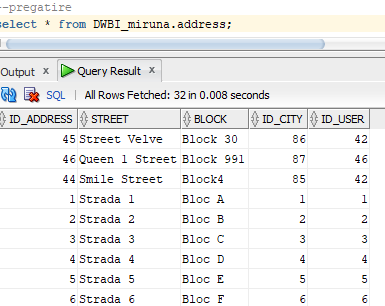 --pregatire
select * from DWBI_miruna.address;
Output x Query Result x
SQL | All Rows Fetched: 32 in 0.008 seconds
ID_ADDRESS STREET BLOCK ID_CITY ID_USER
45 Street Velve Block 30 86 42
46 Queen 1 Street Block 991 87 46
44 Smile Street Block4 85 42
1 Strada 1 Bloc A 1 1
2 Strada 2 Bloc B 2 2
3 Strada 3 Bloc C 3 3
4 Strada 4 Bloc D 4 4
5 Strada 5 Bloc E 5 5
6 Strada 6 Bloc F 6 6